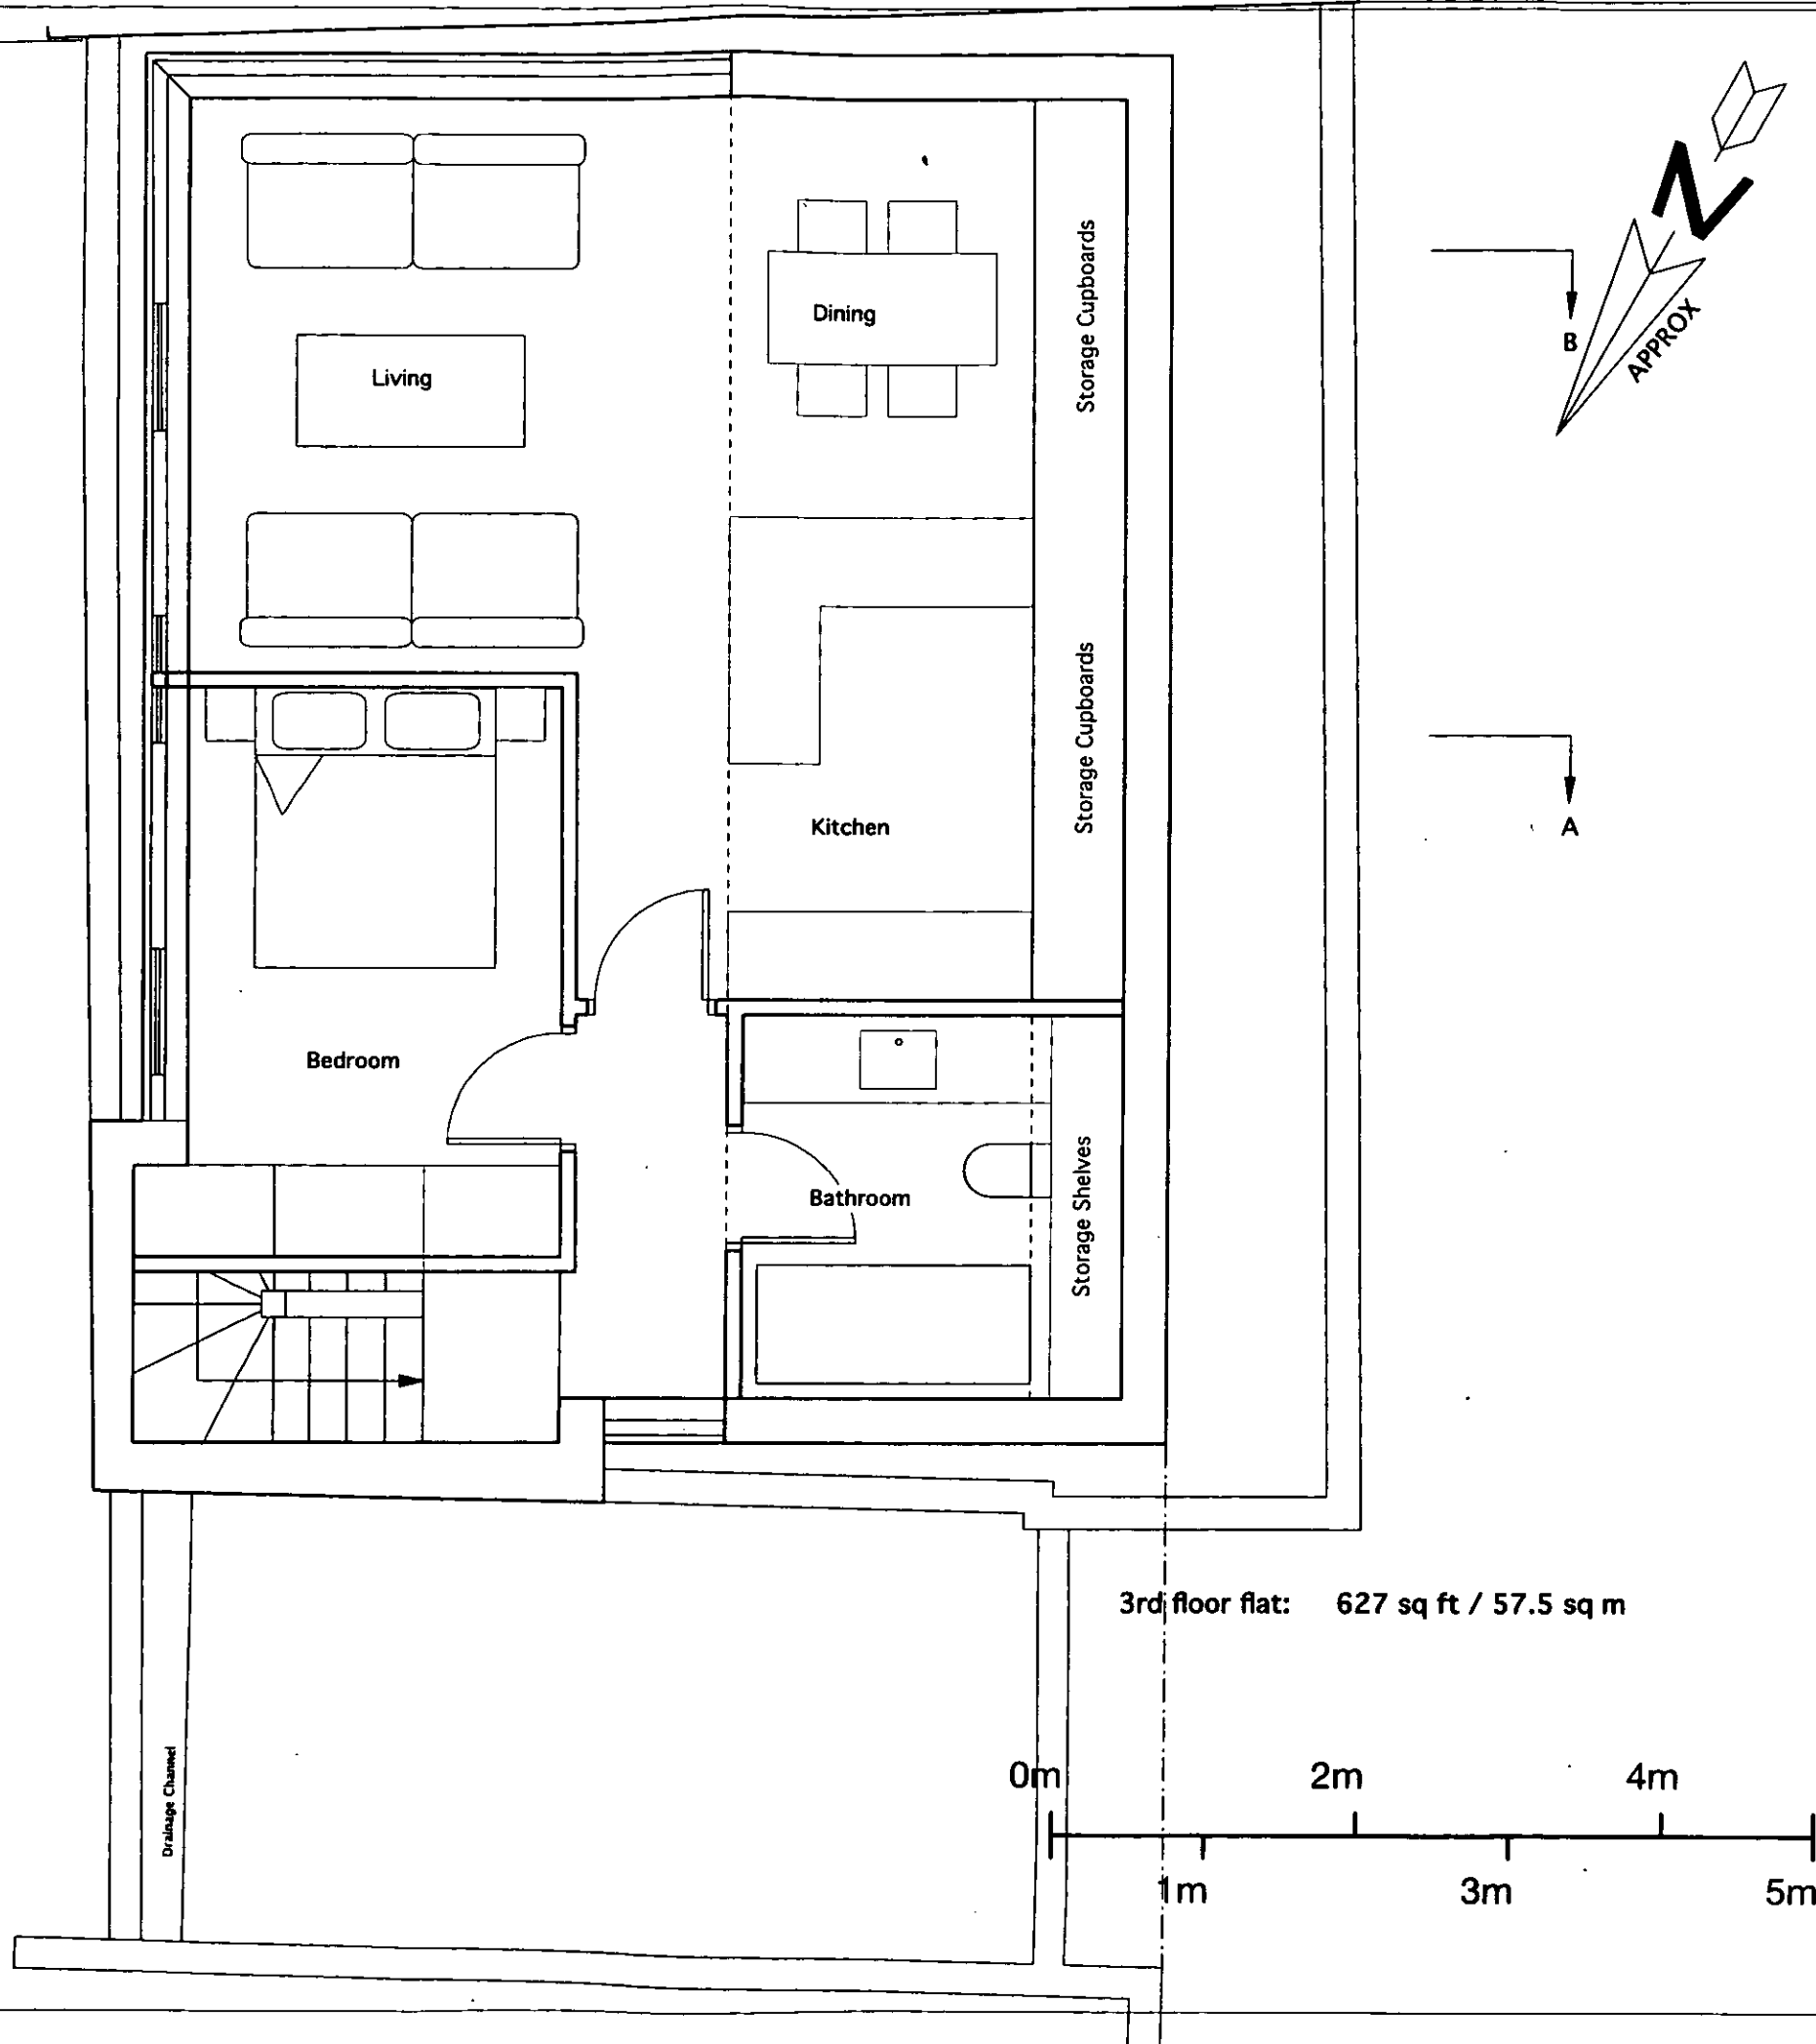 N
APPROX
Living
Dining
Storage Cupboards
B
Storage Cupboards
A
Kitchen
Bedroom
Bathroom
Storage Shelves
3rd floor flat: 627 sq ft / 57.5 sq m
Drainage Channel
0m 2m 4m
1m 3m 5m